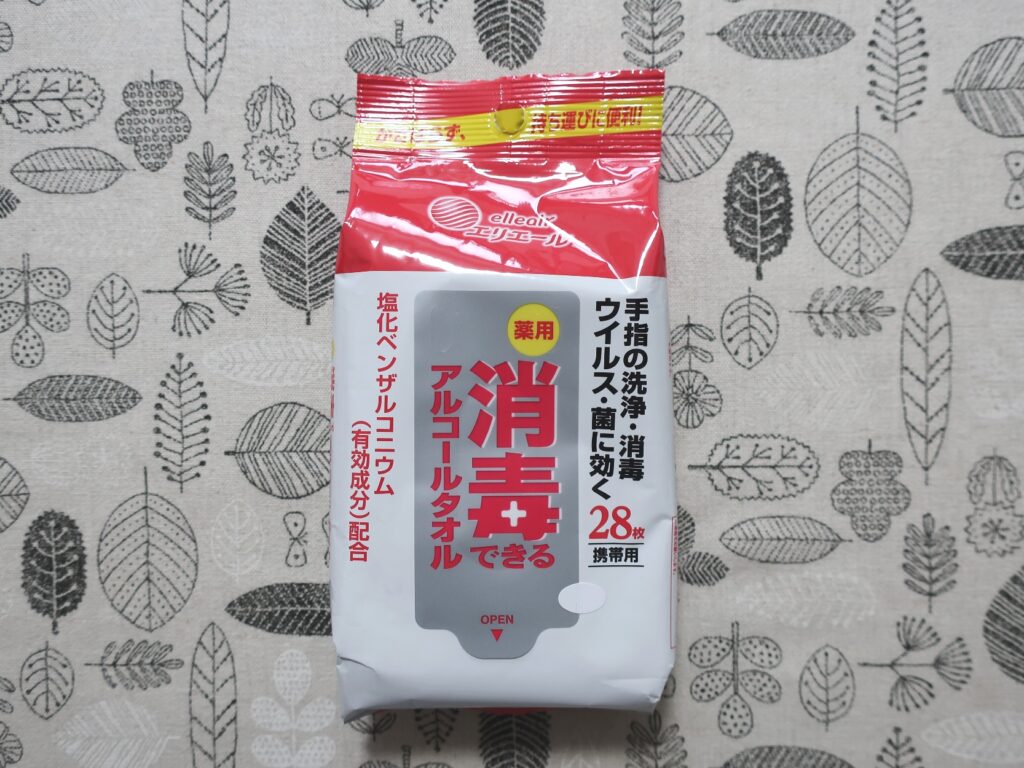 持ち運びに便利!
elleair
エリエール
手指の洗浄・消毒
ウイルス・菌に効く
28枚
携帯用
薬用
消毒できる
アルコールタオル
塩化ベンザルコニウム
(有効成分)配合
OPEN